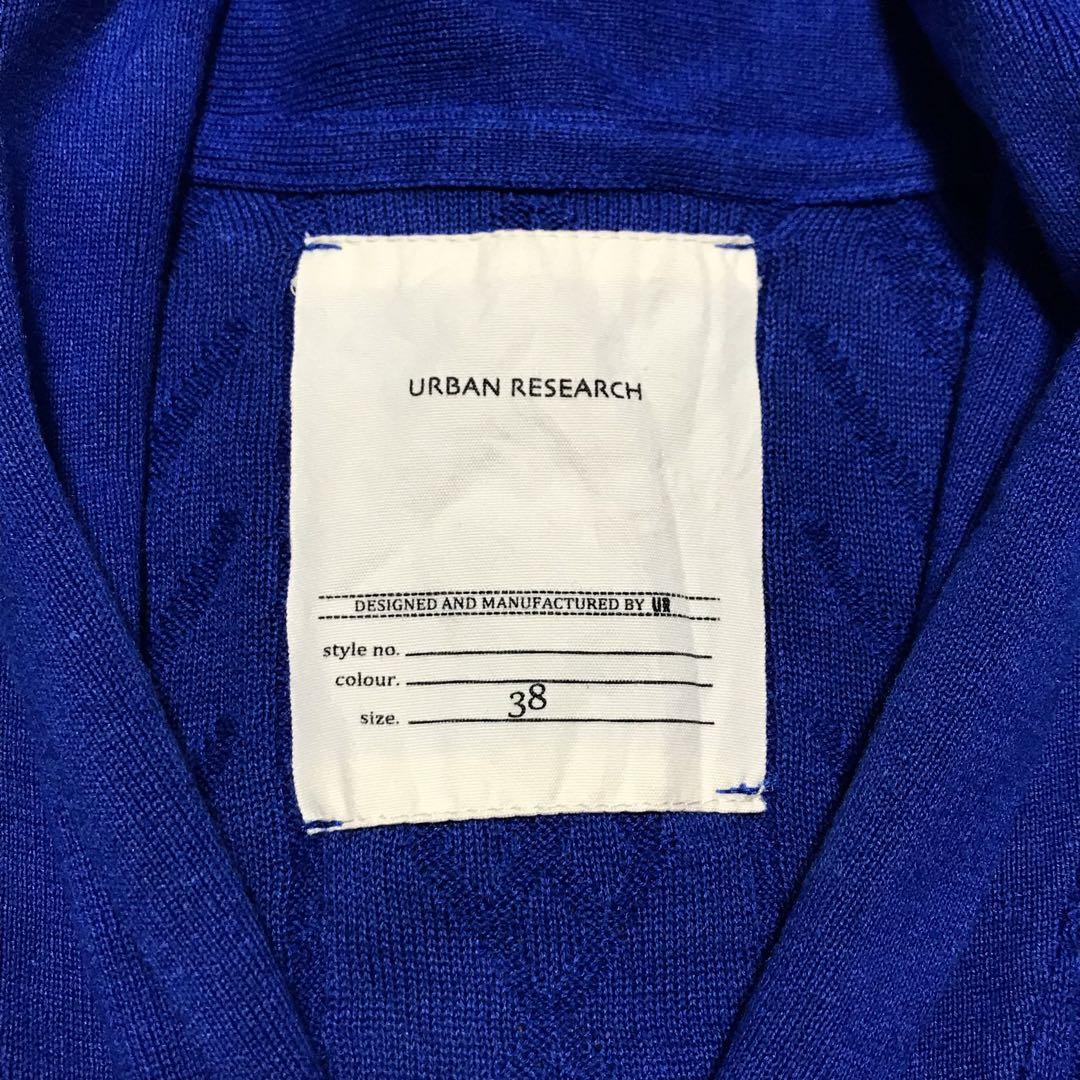 URBAN RESEARCH
DESIGNED AND MANUFACTURED BY UR
style no.
colour.
size. 38